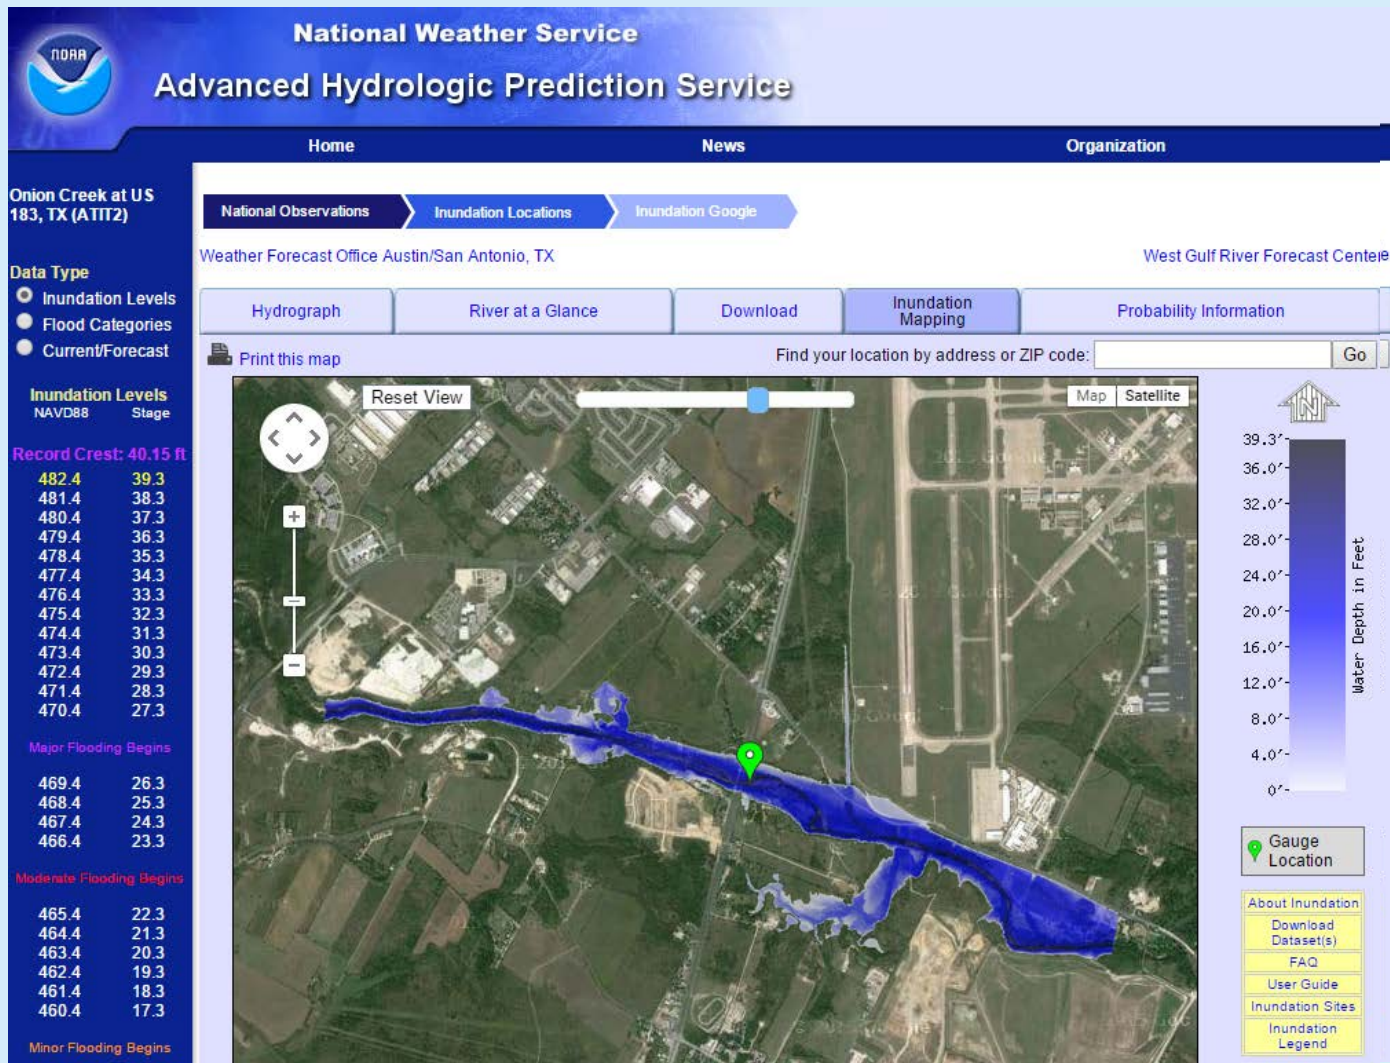 NOAA
National Weather Service
Advanced Hydrologic Prediction Service
Home
News
Organization
Onion Creek at US
183, TX (ATIT2)
Data Type
Inundation Levels
Flood Categories
Current/Forecast
Inundation Levels
NAVD88 Stage
Record Crest: 40.15 ft
482.4 39.3
481.4 38.3
480.4 37.3
479.4 36.3
478.4 35.3
477.4 34.3
476.4 33.3
475.4 32.3
474.4 31.3
473.4 30.3
472.4 29.3
471.4 28.3
470.4 27.3
Major Flooding Begins
469.4 26.3
468.4 25.3
467.4 24.3
466.4 23.3
Moderate Flooding Begins
465.4 22.3
464.4 21.3
463.4 20.3
462.4 19.3
461.4 18.3
460.4 17.3
Minor Flooding Begins
National Observations
Inundation Locations
Inundation Google
Weather Forecast Office Austin/San Antonio, TX
West Gulf River Forecast Center
Hydrograph
River at a Glance
Download
Inundation
Mapping
Probability Information
Print this map
Find your location by address or ZIP code:
Go
Reset View
Map
Satellite
N
39.3'
36.0'
32.0'
28.0'
24.0'
20.0'
16.0'
12.0'
8.0'
4.0'
0'
Water Depth in Feet
Gauge
Location
About Inundation
Download
Dataset(s)
FAQ
User Guide
Inundation Sites
Inundation
Legend